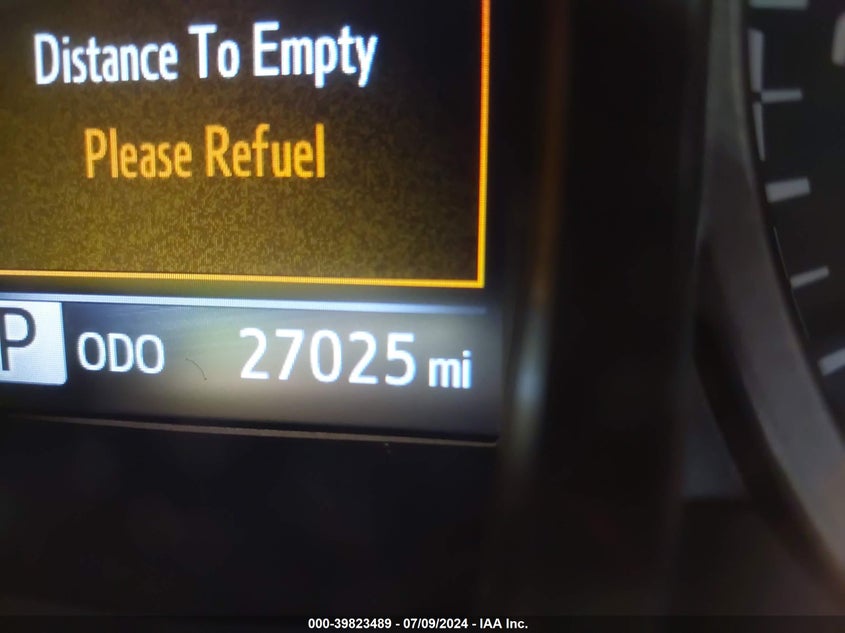 Distance To Empty
Please Refuel
P ODO 27025 mi
000-39823489 - 07/09/2024 - IAA Inc.